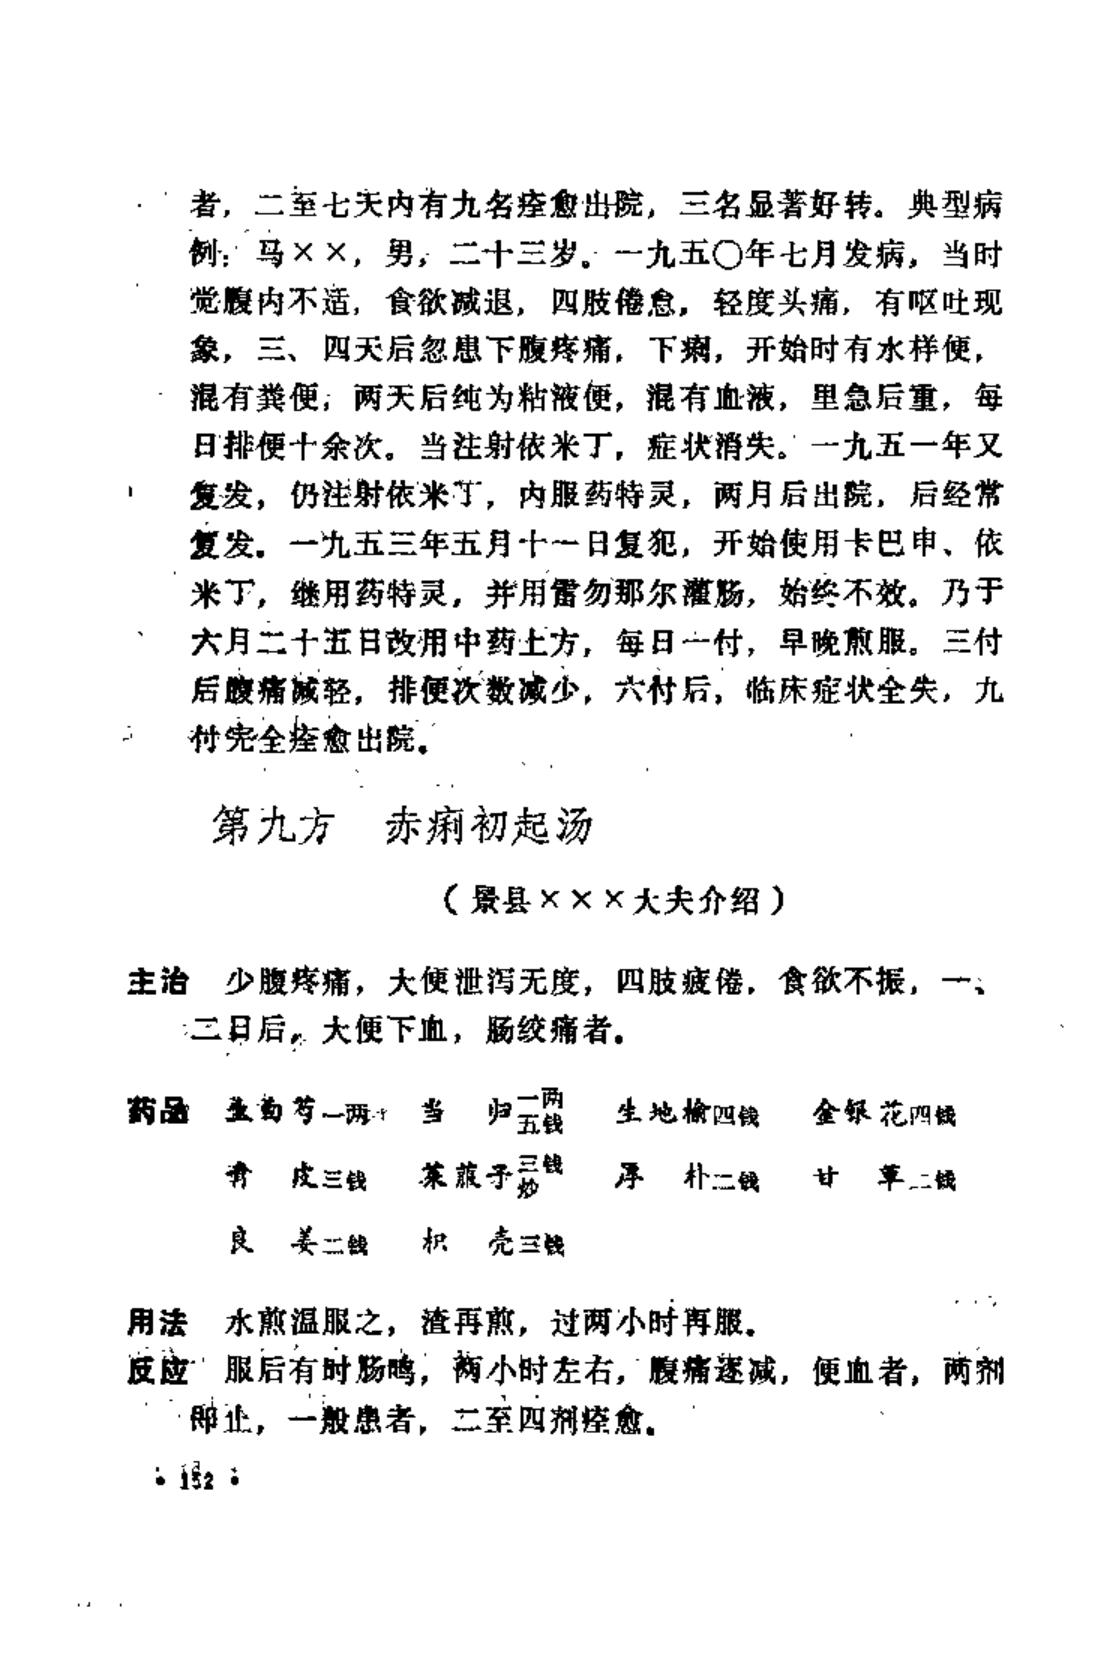 者，二至七天内有九名痊愈出院，三名显著好转。典型病
例：马××，男，二十三岁。一九五〇年七月发病，当时
觉腹内不适，食欲减退，四肢倦怠，轻度头痛，有呕吐现
象，三、四天后忽患下腹疼痛，下痢，开始时有水样便，
混有粪便；两天后纯为粘液便，混有血液，里急后重，每
日排便十余次。当注射依米丁，症状消失。一九五一年又
复发，仍注射依米丁，内服药特灵，两月后出院，后经常
复发。一九五三年五月十一日复犯，开始使用卡巴申、依
米丁，继用药特灵，并用雷勿那尔灌肠，始终不效。乃于
六月二十五日改用中药上方，每日一付，早晚煎服。三付
后腹痛减轻，排便次数减少，六付后，临床症状全失，九
付完全痊愈出院。
第九方　赤痢初起汤
（景县×××大夫介绍）
主治　少腹疼痛，大便泄泻无度，四肢疲倦，食欲不振，一、
二日后，大便下血，肠绞痛者。
药品　生芍一两　当归一两五钱　生地榆四钱　金银花四钱
青皮三钱　莱菔子三钱炒　厚朴二钱　甘草二钱
良姜二钱　枳壳三钱
用法　水煎温服之，渣再煎，过两小时再服。
反应　服后有时肠鸣，两小时左右，腹痛逐减，便血者，两剂
即止，一般患者，二至四剂痊愈。
• 152 •